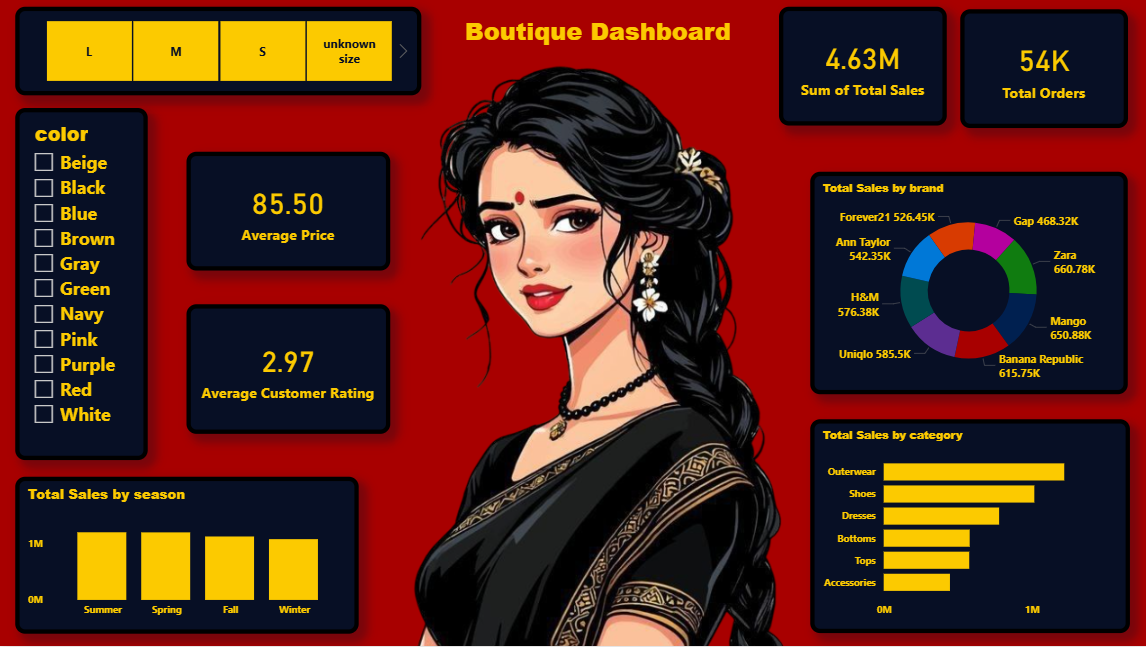 L
M
S
unknown
size
Boutique Dashboard
4.63M
Sum of Total Sales
54K
Total Orders
color
Beige
Black
Blue
Brown
Gray
Green
Navy
Pink
Purple
Red
White
85.50
Average Price
2.97
Average Customer Rating
Total Sales by brand
Forever21 526.45K
Gap 468.32K
Ann Taylor
542.35K
Zara
660.78K
H&M
576.38K
Mango
650.88K
Uniqlo 585.5K
Banana Republic
615.75K
Total Sales by season
1M
0M
Summer
Spring
Fall
Winter
Total Sales by category
Outerwear
Shoes
Dresses
Bottoms
Tops
Accessories
0M
1M